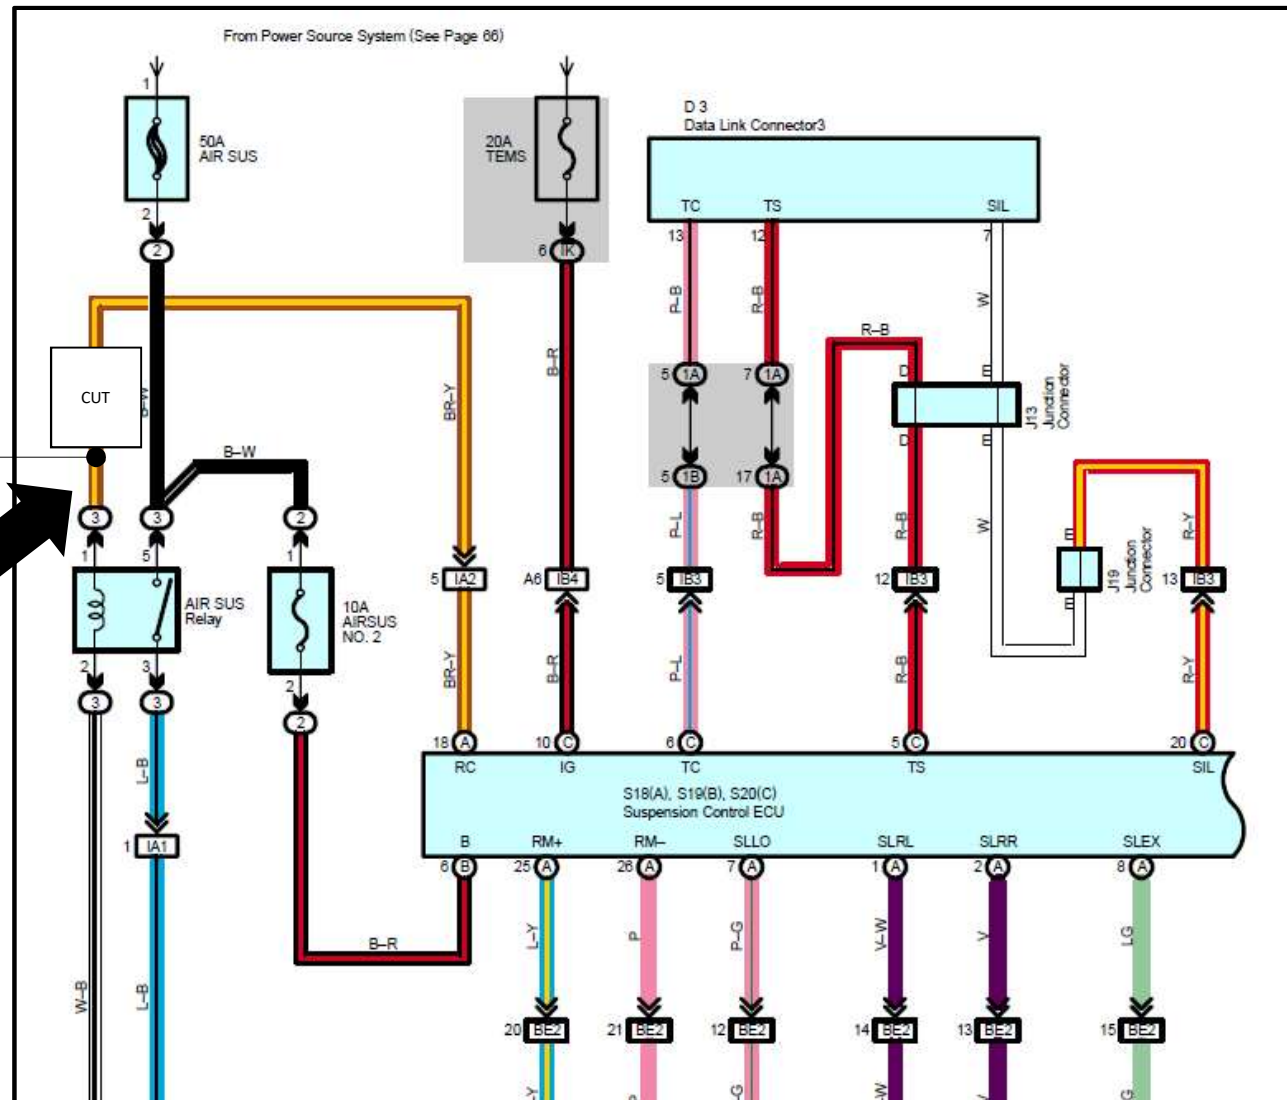 From Power Source System (See Page 66)
1
50A
AIR SUS
2
2
20A
TEMS
6 IK
D 3
Data Link Connector3
TC
TS
SIL
13
12
7
P–B
R–B
W
R–B
B–R
BR–Y
CUT
B–W
5 1A
7 1A
D
E
J13
Junction
Connector
D
E
5 1B
17 1A
B–W
3
3
2
1
5
1
P–L
R–B
R–B
W
E
J19
Junction
Connector
E
R–Y
AIR SUS
Relay
10A
AIRSUS
NO. 2
5 IA2
A6 IB4
5 IB3
12 IB3
13 IB3
2
3
2
3
3
2
BR–Y
B–R
P–L
R–B
R–Y
18 A
10 C
6 C
5 C
20 C
RC
IG
TC
TS
SIL
S18(A), S19(B), S20(C)
Suspension Control ECU
B
RM+
RM–
SLLO
SLRL
SLRR
SLEX
6 B
25 A
26 A
7 A
1 A
2 A
8 A
L–B
1 IA1
B–R
L–Y
P
P–G
V–W
V
LG
W–B
L–B
20 BE2
21 BE2
12 BE2
14 BE2
13 BE2
15 BE2